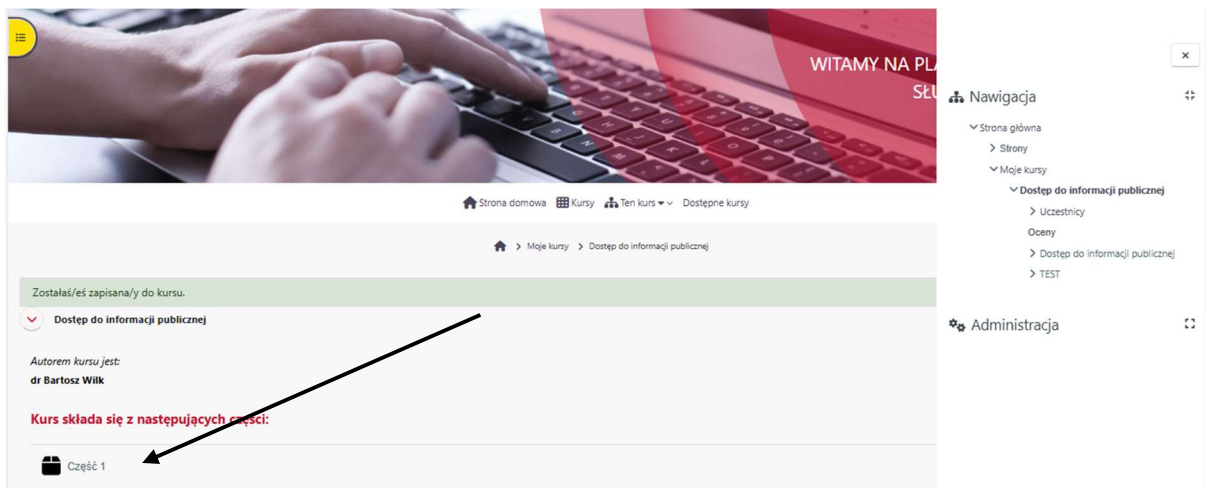 WITAMY NA PL
SŁU
Nawigacja
Strona główna
Strony
Moje kursy
Dostęp do informacji publicznej
Uczestnicy
Oceny
Dostęp do informacji publicznej
TEST
Administracja
Strona domowa Kursy Ten kurs Dostępne kursy
Moje kursy > Dostęp do informacji publicznej
Zostałaś/eś zapisana/y do kursu.
Dostęp do informacji publicznej
Autorem kursu jest:
dr Bartosz Wilk
Kurs składa się z następujących części:
Część 1